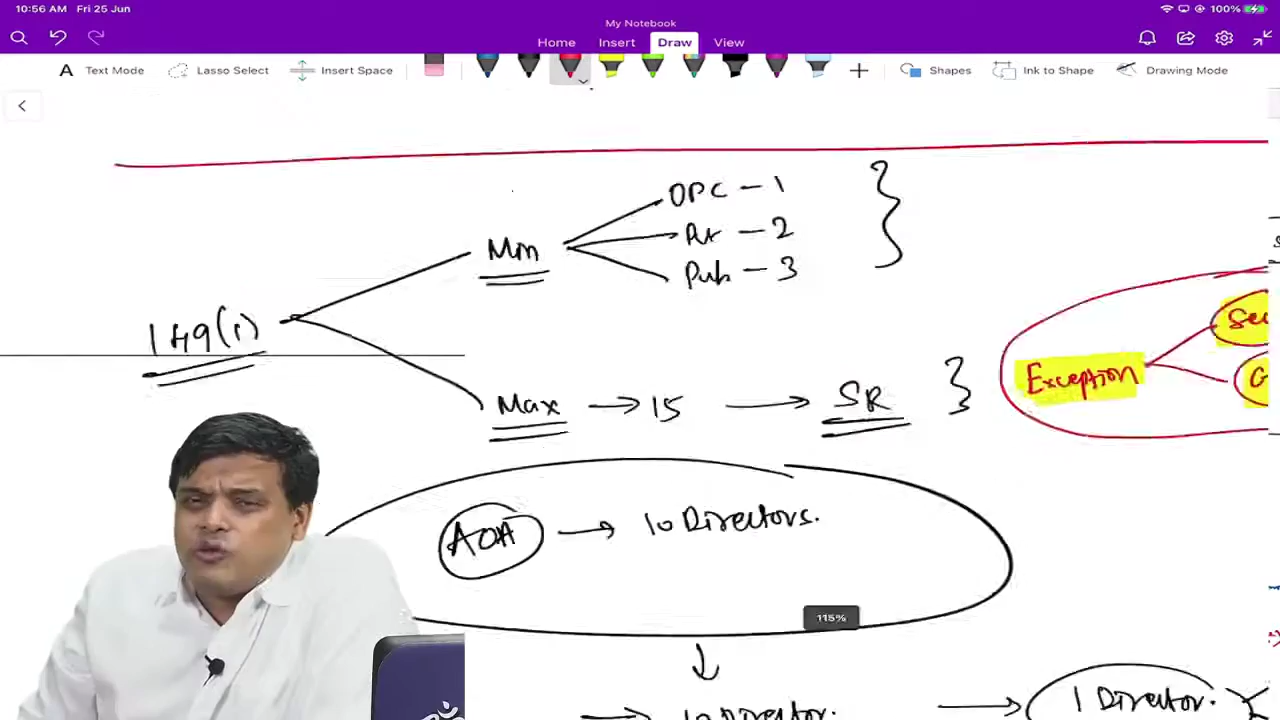 10:56 AM Fri 25 Jun
100%
My Notebook
Home Insert Draw View
Text Mode Lasso Select Insert Space Shapes Ink to Shape Drawing Mode
OPC - 1
Min
Pub - 3
149(1)
Exception
Max → 15 → SR
AOA → 10 Directors.
115%
10 Director. → 1 Director.